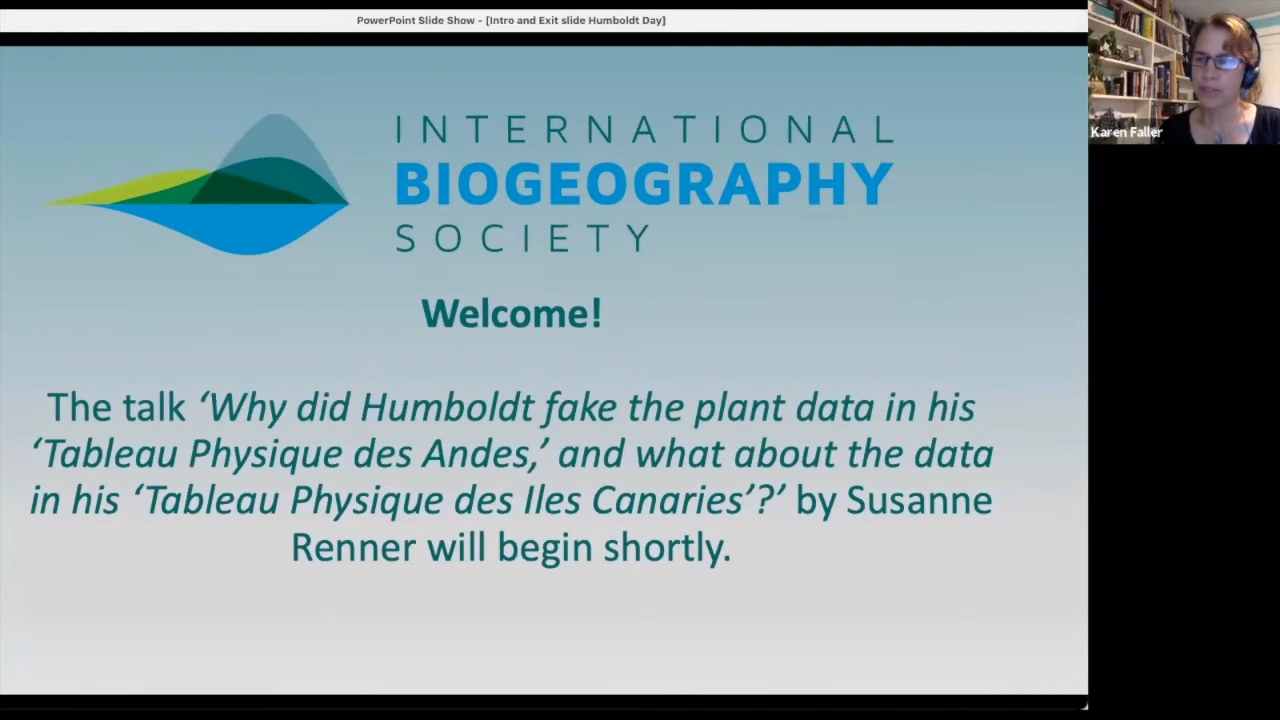 PowerPoint Slide Show - [Intro and Exit slide Humboldt Day]
INTERNATIONAL
BIOGEOGRAPHY
SOCIETY
Karen Faller
Welcome!
The talk ‘Why did Humboldt fake the plant data in his
‘Tableau Physique des Andes,’ and what about the data
in his ‘Tableau Physique des Iles Canaries’?’ by Susanne
Renner will begin shortly.